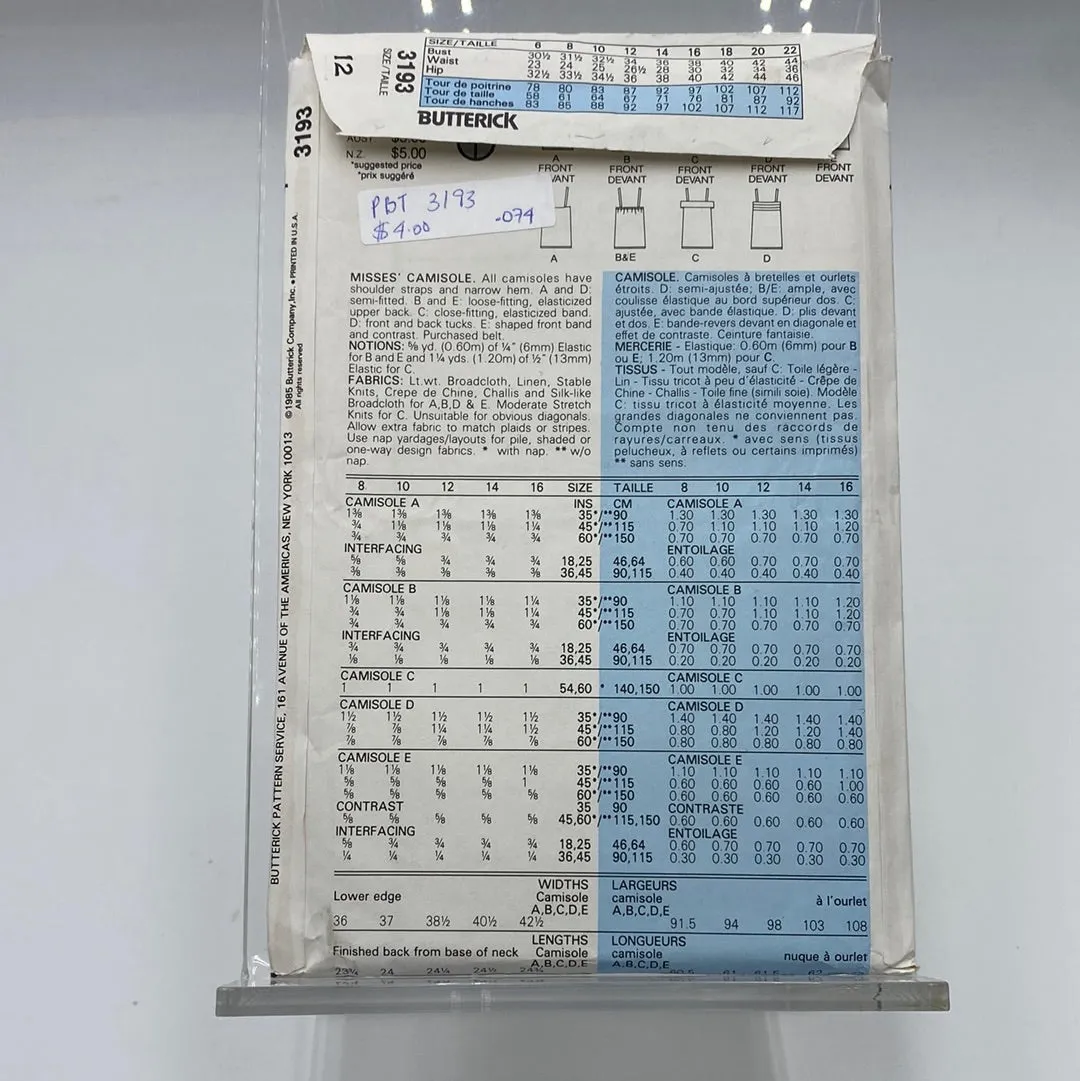 12
SIZE/TAILLE
3193
SIZE/TAILLE 6 8 10 12 14 16 18 20 22
Bust 30½ 31½ 32½ 34 36 38 40 42 44
Waist 23 24 25 26½ 28 30 32 34 36
Hip 32½ 33½ 34½ 36 38 40 42 44 46
Tour de poitrine 78 80 83 87 92 97 102 107 112
Tour de taille 58 61 64 67 71 76 81 87 92
Tour de hanches 83 85 88 92 97 102 107 112 117
BUTTERICK
3193
©1985 Butterick Company,Inc. • PRINTED IN U.S.A.
All rights reserved
BUTTERICK PATTERN SERVICE, 161 AVENUE OF THE AMERICAS, NEW YORK 10013
N.Z. $5.00
*suggested price
*prix suggéré
PBT 3193
$4.00 -.074
A B C D
FRONT FRONT FRONT FRONT FRONT
VANT DEVANT DEVANT DEVANT DEVANT
A B&E C D
MISSES' CAMISOLE. All camisoles have
shoulder straps and narrow hem. A and D:
semi-fitted. B and E: loose-fitting, elasticized
upper back. C: close-fitting, elasticized band.
D: front and back tucks. E: shaped front band
and contrast. Purchased belt.
NOTIONS: ⅝ yd. (0.60m) of ¼" (6mm) Elastic
for B and E and 1¼ yds. (1.20m) of ½" (13mm)
Elastic for C.
FABRICS: Lt.wt. Broadcloth, Linen, Stable
Knits, Crepe de Chine, Challis and Silk-like
Broadcloth for A,B,D & E. Moderate Stretch
Knits for C. Unsuitable for obvious diagonals.
Allow extra fabric to match plaids or stripes.
Use nap yardages/layouts for pile, shaded or
one-way design fabrics. * with nap. ** w/o
nap.
CAMISOLE. Camisoles à bretelles et ourlets
étroits. D: semi-ajustée; B/E: ample, avec
coulisse élastique au bord supérieur dos. C:
ajustée, avec bande élastique. D: plis devant
et dos. E: bande-revers devant en diagonale et
effet de contraste. Ceinture fantaisie.
MERCERIE - Elastique: 0.60m (6mm) pour B
ou E; 1.20m (13mm) pour C.
TISSUS - Tout modèle, sauf C: Toile légère -
Lin - Tissu tricot à peu d'élasticité - Crêpe de
Chine - Challis - Toile fine (simili soie). Modèle
C: tissu tricot à élasticité moyenne. Les
grandes diagonales ne conviennent pas.
Compte non tenu des raccords de
rayures/carreaux. * avec sens (tissus
pelucheux, à reflets ou certains imprimés)
** sans sens.
8 10 12 14 16 SIZE TAILLE 8 10 12 14 16
CAMISOLE A INS CM CAMISOLE A
1⅜ 1⅜ 1⅜ 1⅜ 1⅜ 35*/**90 1.30 1.30 1.30 1.30 1.30
¾ 1⅛ 1⅛ 1⅛ 1¼ 45*/**115 0.70 1.10 1.10 1.10 1.20
¾ ¾ ¾ ¾ ¾ 60*/**150 0.70 0.70 0.70 0.70 0.70
INTERFACING ENTOILAGE
⅝ ⅝ ¾ ¾ ¾ 18,25 46,64 0.60 0.60 0.70 0.70 0.70
⅜ ⅜ ⅜ ⅜ ⅜ 36,45 90,115 0.40 0.40 0.40 0.40 0.40
CAMISOLE B CAMISOLE B
1⅛ 1⅛ 1⅛ 1⅛ 1¼ 35*/**90 1.10 1.10 1.10 1.10 1.20
¾ ¾ 1⅛ 1⅛ 1¼ 45*/**115 0.70 0.70 1.10 1.10 1.20
¾ ¾ ¾ ¾ ¾ 60*/**150 0.70 0.70 0.70 0.70 0.70
INTERFACING ENTOILAGE
¾ ¾ ¾ ¾ ¾ 18,25 46,64 0.70 0.70 0.70 0.70 0.70
⅛ ⅛ ⅛ ⅛ ⅛ 36,45 90,115 0.20 0.20 0.20 0.20 0.20
CAMISOLE C CAMISOLE C
1 1 1 1 1 54,60 * 140,150 1.00 1.00 1.00 1.00 1.00
CAMISOLE D CAMISOLE D
1½ 1½ 1½ 1½ 1½ 35*/**90 1.40 1.40 1.40 1.40 1.40
⅞ ⅞ 1¼ 1¼ 1½ 45*/**115 0.80 0.80 1.20 1.20 1.40
⅞ ⅞ ⅞ ⅞ ⅞ 60*/**150 0.80 0.80 0.80 0.80 0.80
CAMISOLE E CAMISOLE E
1⅛ 1⅛ 1⅛ 1⅛ 1⅛ 35*/**90 1.10 1.10 1.10 1.10 1.10
⅝ ⅝ ⅝ ⅝ 1 45*/**115 0.60 0.60 0.60 0.60 1.00
⅝ ⅝ ⅝ ⅝ ⅝ 60*/**150 0.60 0.60 0.60 0.60 0.60
CONTRAST 35 90 CONTRASTE
⅝ ⅝ ⅝ ⅝ ⅝ 45,60*/**115,150 0.60 0.60 0.60 0.60 0.60
INTERFACING ENTOILAGE
⅝ ¾ ¾ ¾ ¾ 18,25 46,64 0.60 0.70 0.70 0.70 0.70
¼ ¼ ¼ ¼ ¼ 36,45 90,115 0.30 0.30 0.30 0.30 0.30
WIDTHS LARGEURS
Lower edge Camisole camisole à l'ourlet
A,B,C,D,E A,B,C,D,E
36 37 38½ 40½ 42½ 91.5 94 98 103 108
LENGTHS LONGUEURS
Finished back from base of neck Camisole camisole nuque à ourlet
A,B,C,D,E A,B,C,D,E
23¾ 24 24¼ 24½ 24¾